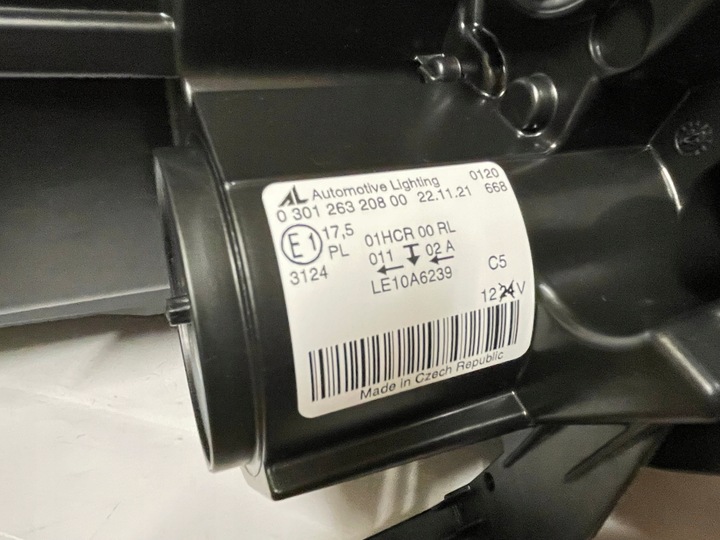 AL Automotive Lighting 0120
0 301 263 208 00 22.11.21 668
E1 17,5 01HCR 00 RL
PL 011 02 A
3124 LE10A6239 C5
12 24 V
Made in Czech Republic